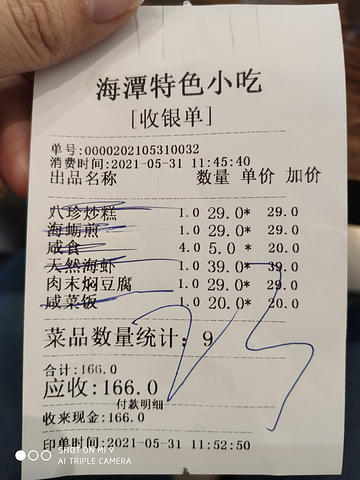 海潭特色小吃
[收银单]
单号:0000202105310032
消费时间:2021-05-31 11:45:40
出品名称 数量 单价 加价
八珍炒糕 1.0 29.0* 29.0
海蛎煎 1.0 29.0* 29.0
咸食 4.0 5.0 * 20.0
天然海虾 1.0 39.0* 39.0
肉末焖豆腐 1.0 29.0* 29.0
咸菜饭 1.0 20.0* 20.0
菜品数量统计: 9
合计:166.0
应收:166.0
付款明细
收来现金:166.0
印单时间:2021-05-31 11:52:50
SHOT ON MI 9
AI TRIPLE CAMERA